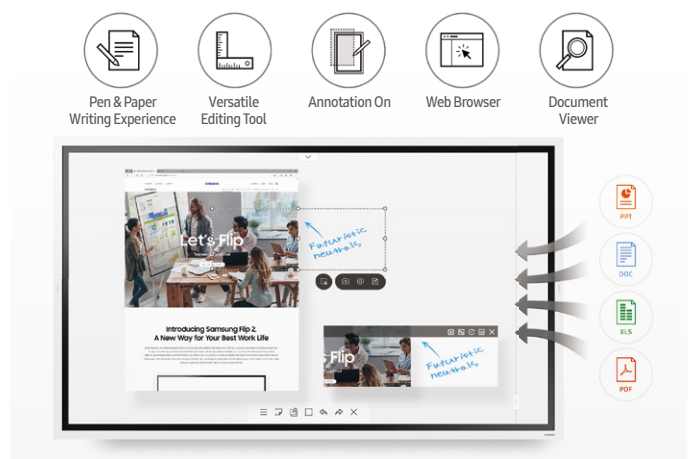 Pen & Paper
Writing Experience
Versatile
Editing Tool
Annotation On
Web Browser
Document
Viewer
Let's Flip
Futuristic
neutrals,
Introducing Samsung Flip 2,
A New Way for Your Best Work Life
Flip
Futuristic
neutrals,
PPT
DOC
XLS
PDF